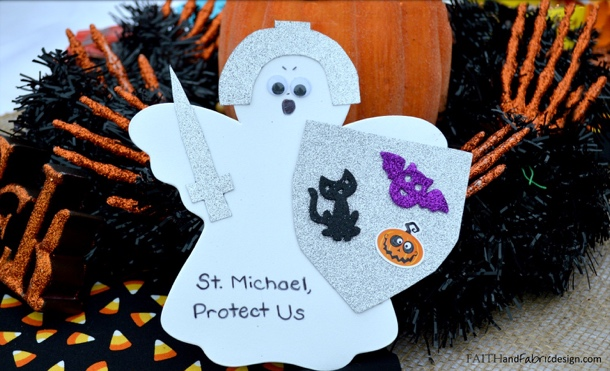 St. Michael,
Protect Us
FAITHandFabricdesign.com